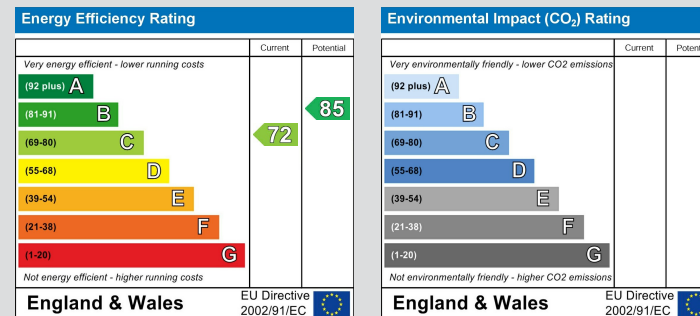 Energy Efficiency Rating
Current Potential
Very energy efficient - lower running costs
(92 plus) A
(81-91) B
(69-80) C
(55-68) D
(39-54) E
(21-38) F
(1-20) G
72
85
Not energy efficient - higher running costs
England & Wales
EU Directive
2002/91/EC
Environmental Impact (CO₂) Rating
Current Potent
Very environmentally friendly - lower CO2 emissions
(92 plus) A
(81-91) B
(69-80) C
(55-68) D
(39-54) E
(21-38) F
(1-20) G
Not environmentally friendly - higher CO2 emissions
England & Wales
EU Directive
2002/91/EC